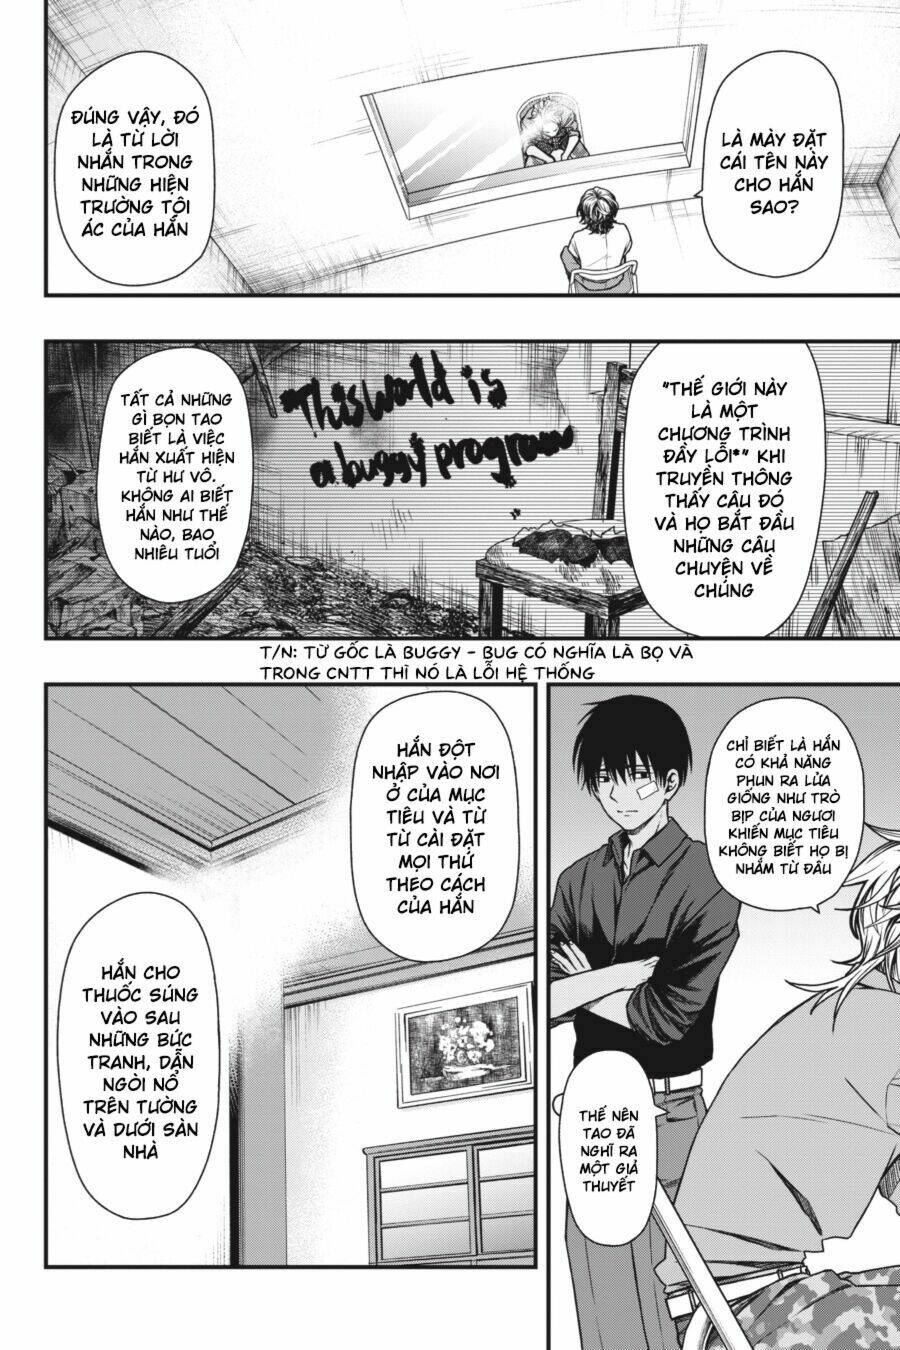 LÀ MÀY ĐẶT
CÁI TÊN NÀY
CHO HẮN
SAO?
ĐÚNG VẬY, ĐÓ
LÀ TỪ LỜI
NHẮN TRONG
NHỮNG HIỆN
TRƯỜNG TỘI
ÁC CỦA HẮN
"THẾ GIỚI NÀY
LÀ MỘT
CHƯƠNG TRÌNH
ĐẦY LỖI*" KHI
TRUYỀN THÔNG
THẤY CÂU ĐÓ
VÀ HỌ BẮT ĐẦU
NHỮNG CÂU
CHUYỆN VỀ
CHÚNG
"This World is
a buggy program
TẤT CẢ NHỮNG
GÌ BỌN TAO
BIẾT LÀ VIỆC
HẮN XUẤT HIỆN
TỪ HƯ VÔ.
KHÔNG AI BIẾT
HẮN NHƯ THẾ
NÀO, BAO
NHIÊU TUỔI
T/N: TỪ GỐC LÀ BUGGY - BUG CÓ NGHĨA LÀ BỌ VÀ
TRONG CNTT THÌ NÓ LÀ LỖI HỆ THỐNG
CHỈ BIẾT LÀ HẮN
CÓ KHẢ NĂNG
PHUN RA LỬA
GIỐNG NHƯ TRÒ
BỊP CỦA NGƯƠI
KHIẾN MỤC TIÊU
KHÔNG BIẾT HỌ BỊ
NHẮM TỪ ĐÂU
THẾ NÊN
TAO ĐÃ
NGHĨ RA
MỘT GIẢ
THUYẾT
HẮN ĐỘT
NHẬP VÀO NƠI
Ở CỦA MỤC
TIÊU VÀ TỪ
TỪ CÀI ĐẶT
MỌI THỨ
THEO CÁCH
CỦA HẮN
HẮN CHO
THUỐC SÚNG
VÀO SAU
NHỮNG BỨC
TRANH, DẪN
NGÒI NỔ
TRÊN TƯỜNG
VÀ DƯỚI SÀN
NHÀ